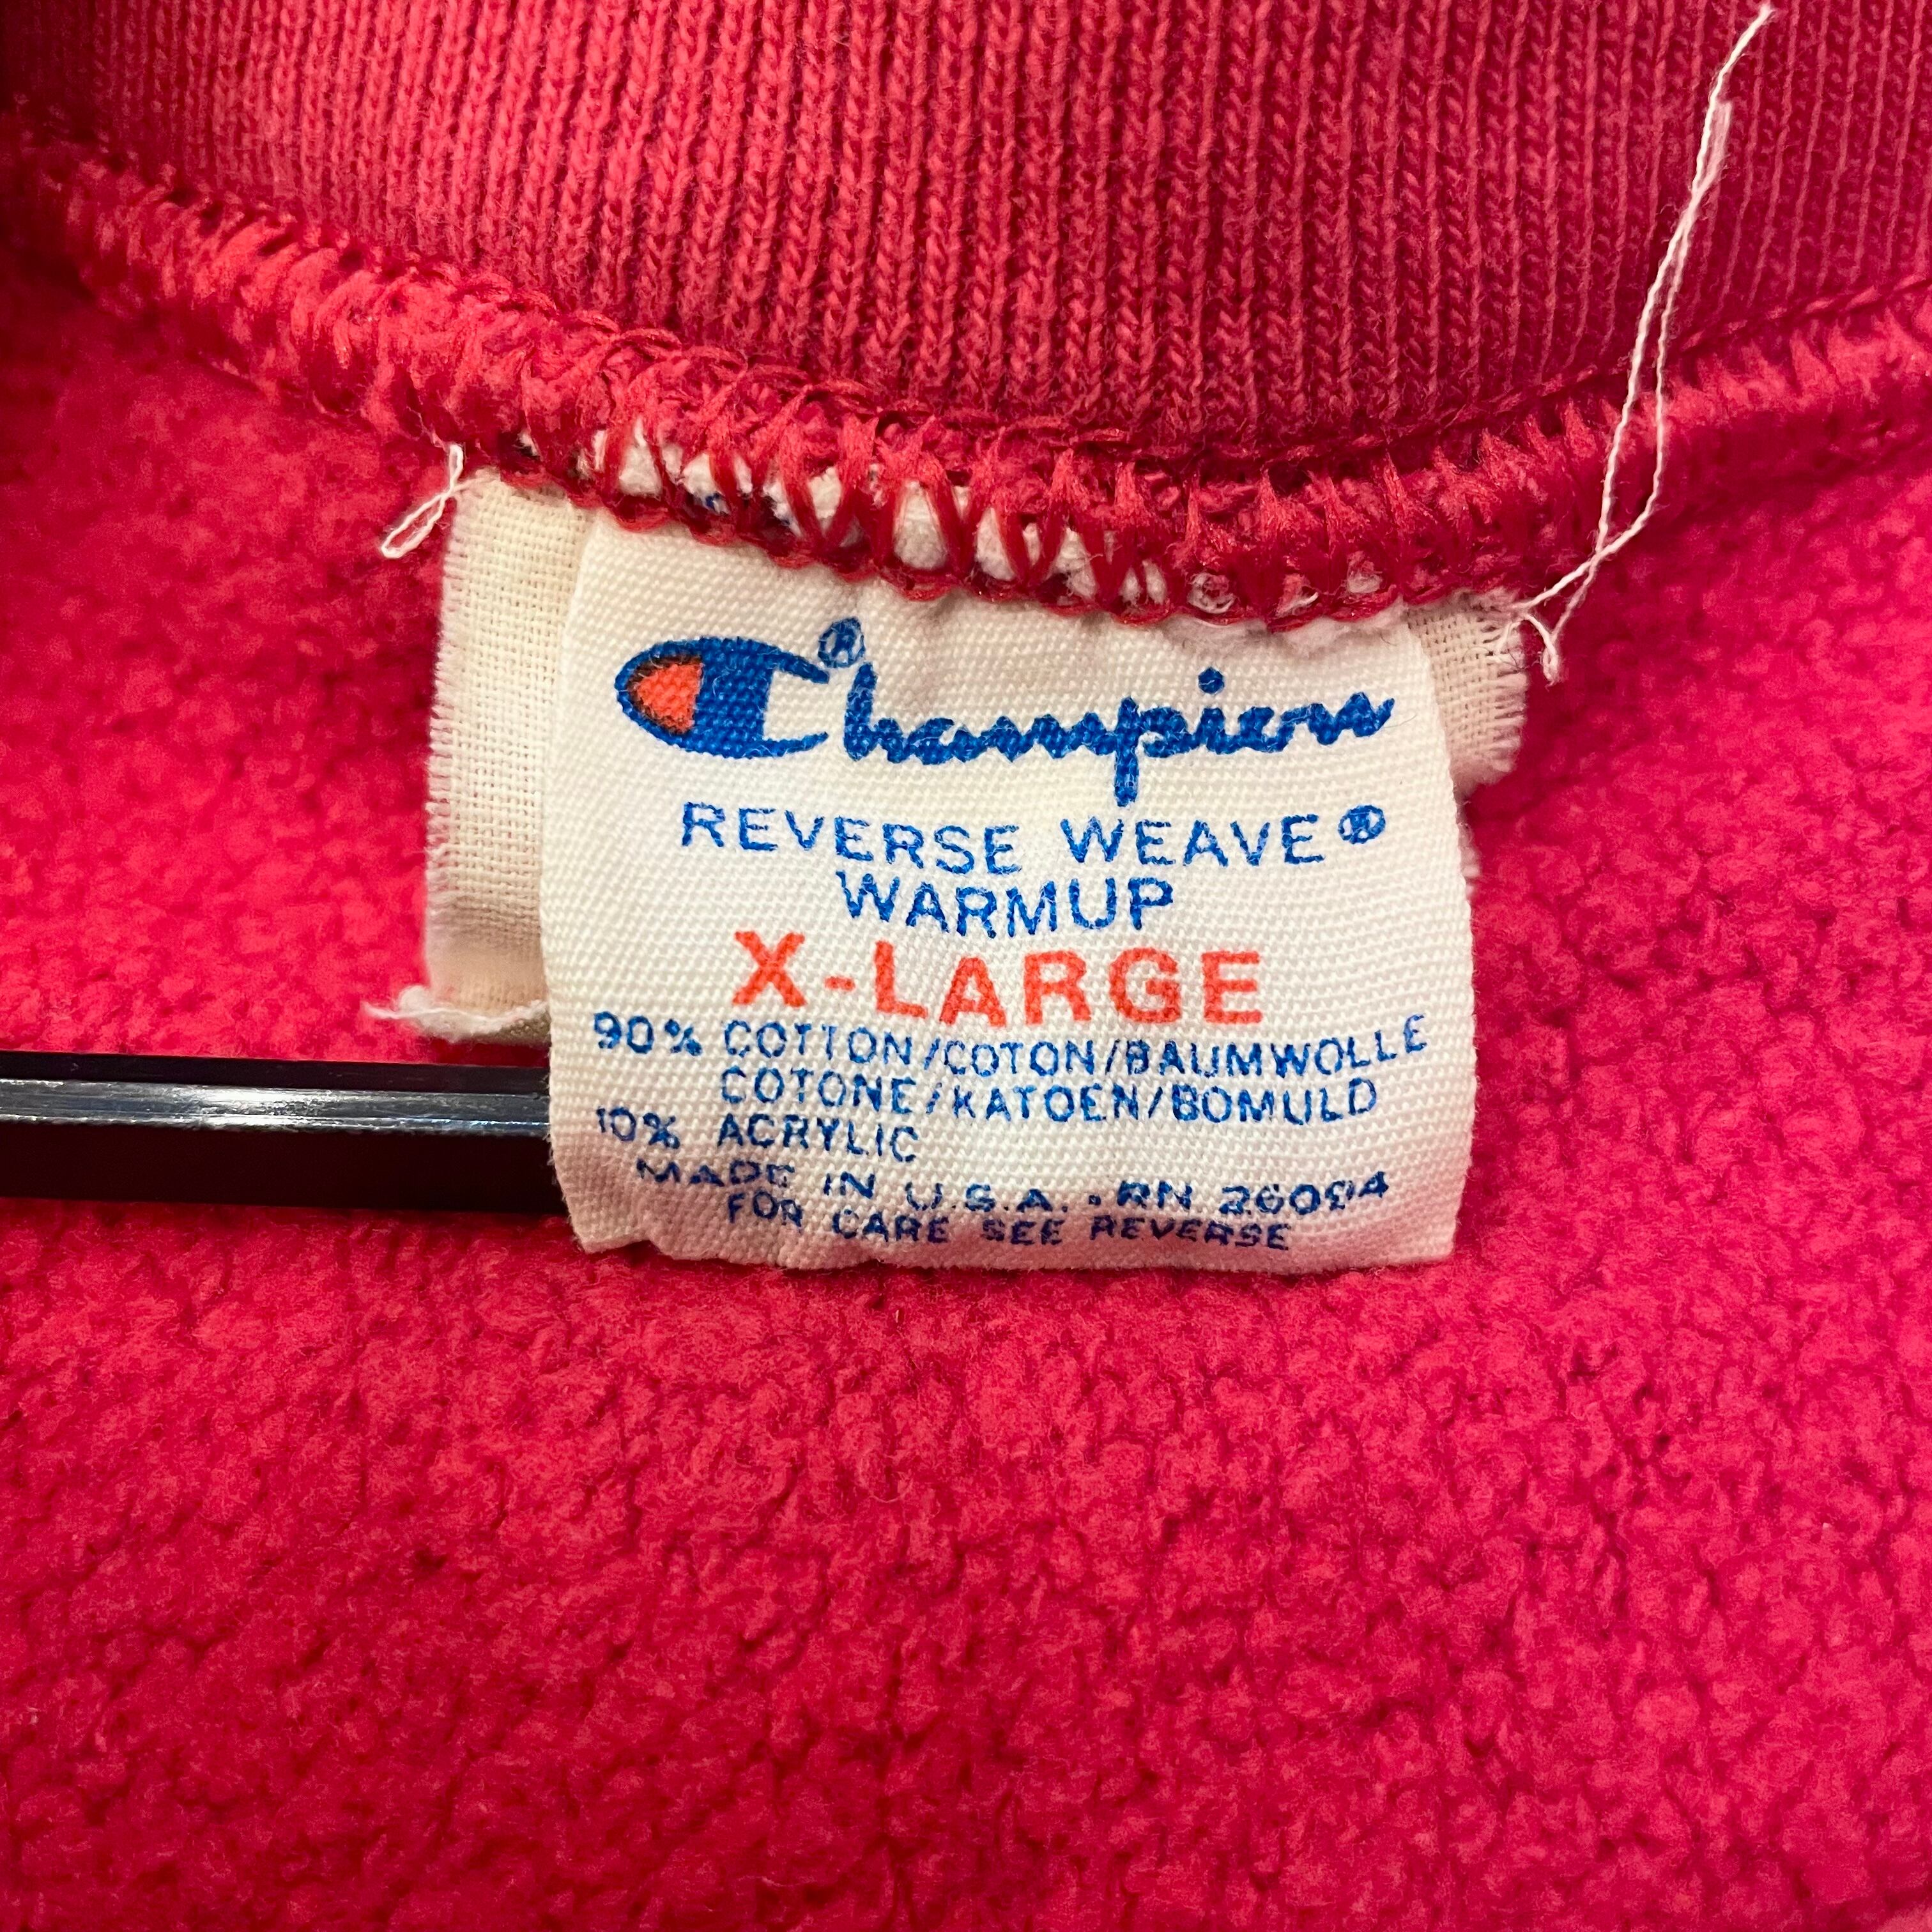 Champion®
REVERSE WEAVE®
WARMUP
X-LARGE
90% COTTON/COTON/BAUMWOLLE
COTONE/KATOEN/BOMULD
10% ACRYLIC
MADE IN U.S.A. • RN 26094
FOR CARE SEE REVERSE